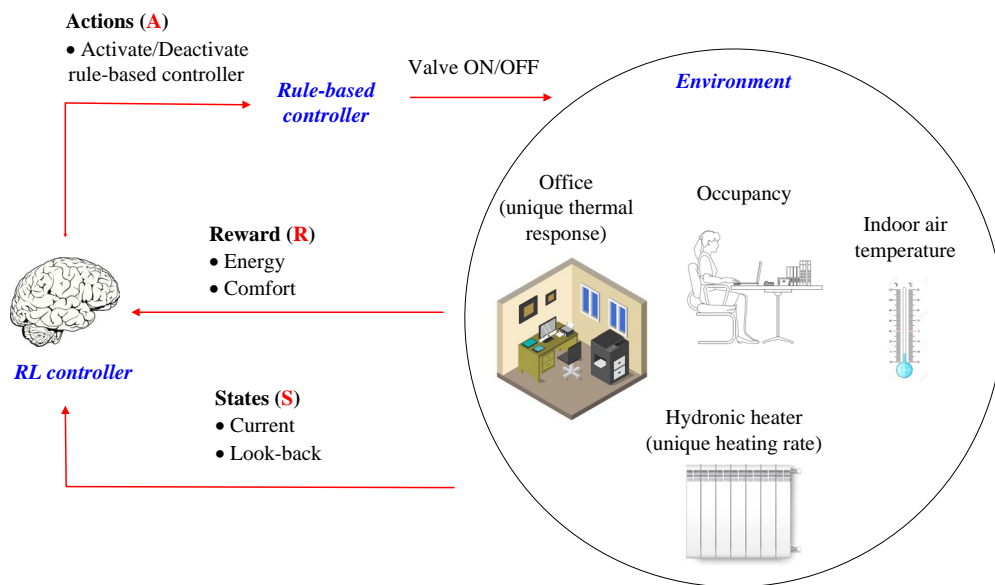 Actions (A)
• Activate/Deactivate
rule-based controller
Rule-based
controller
Valve ON/OFF
Environment
Office
(unique thermal
response)
Occupancy
Indoor air
temperature
Reward (R)
• Energy
• Comfort
RL controller
States (S)
• Current
• Look-back
Hydronic heater
(unique heating rate)